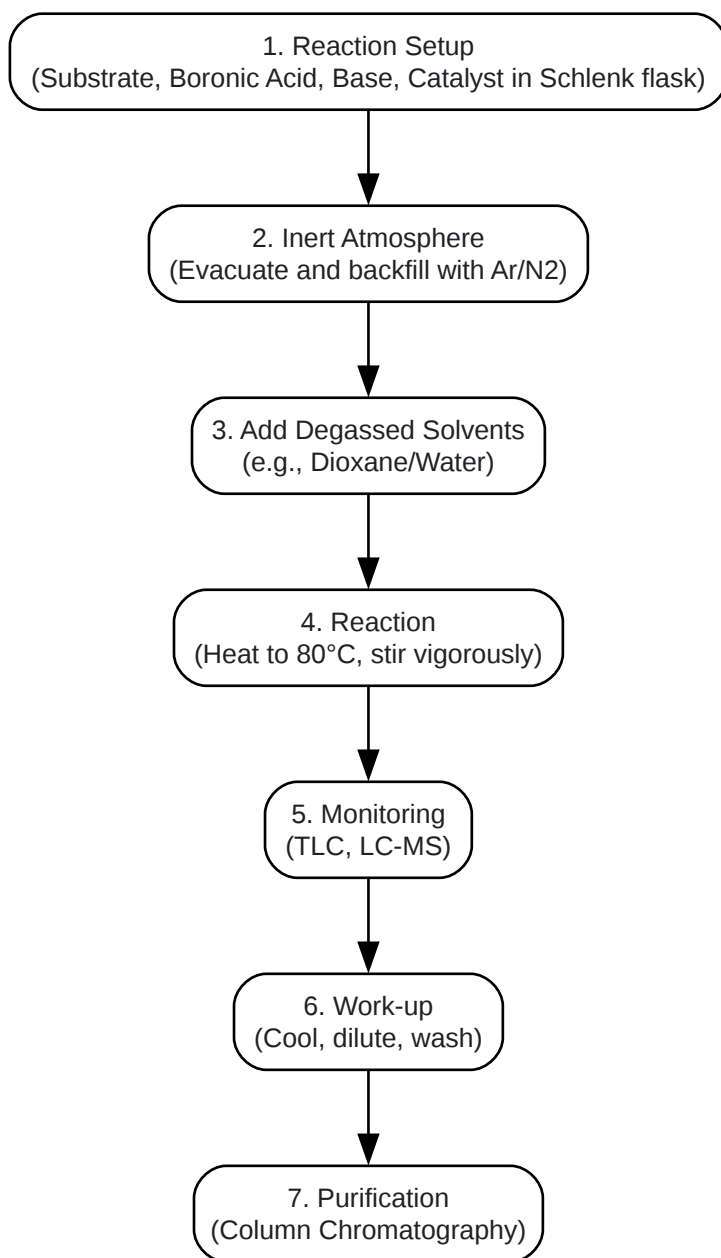 1. Reaction Setup
(Substrate, Boronic Acid, Base, Catalyst in Schlenk flask)
2. Inert Atmosphere
(Evacuate and backfill with Ar/N2)
3. Add Degassed Solvents
(e.g., Dioxane/Water)
4. Reaction
(Heat to 80°C, stir vigorously)
5. Monitoring
(TLC, LC-MS)
6. Work-up
(Cool, dilute, wash)
7. Purification
(Column Chromatography)